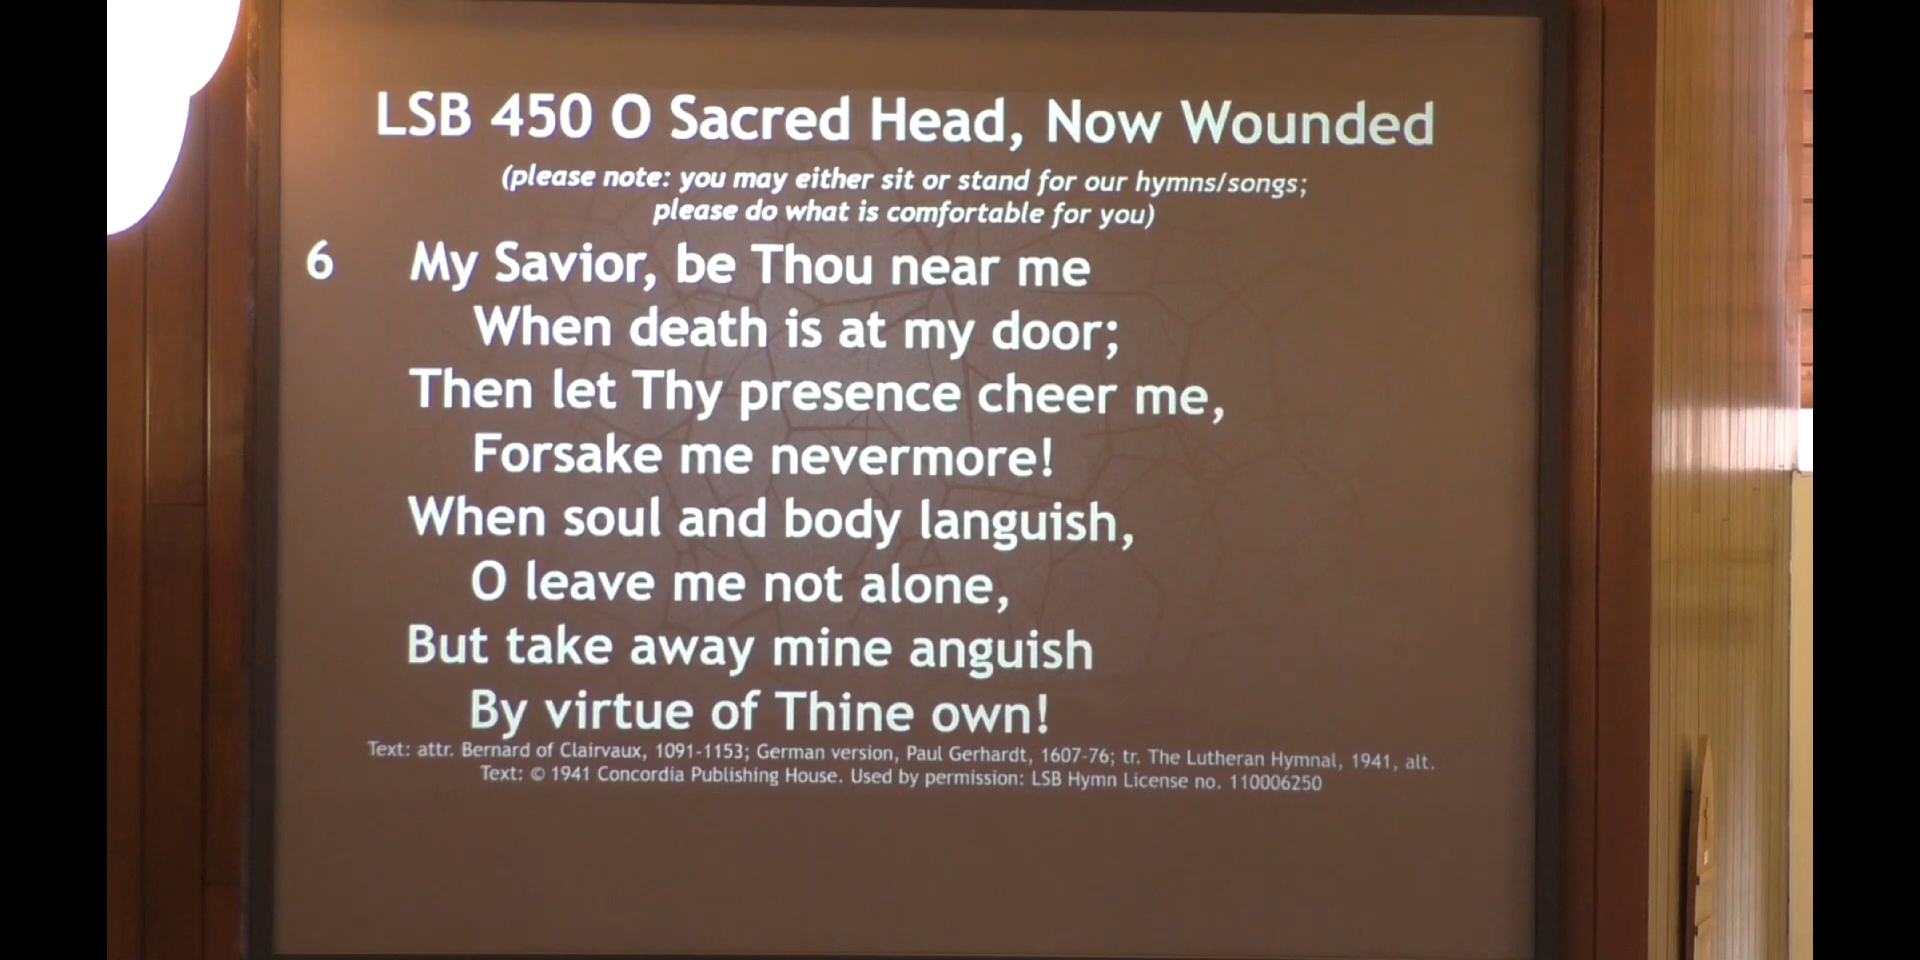 LSB 450 O Sacred Head, Now Wounded
(please note: you may either sit or stand for our hymns/songs;
please do what is comfortable for you)
6 My Savior, be Thou near me
When death is at my door;
Then let Thy presence cheer me,
Forsake me nevermore!
When soul and body languish,
O leave me not alone,
But take away mine anguish
By virtue of Thine own!
Text: attr. Bernard of Clairvaux, 1091-1153; German version, Paul Gerhardt, 1607-76; tr. The Lutheran Hymnal, 1941, alt.
Text: © 1941 Concordia Publishing House. Used by permission: LSB Hymn License no. 110006250